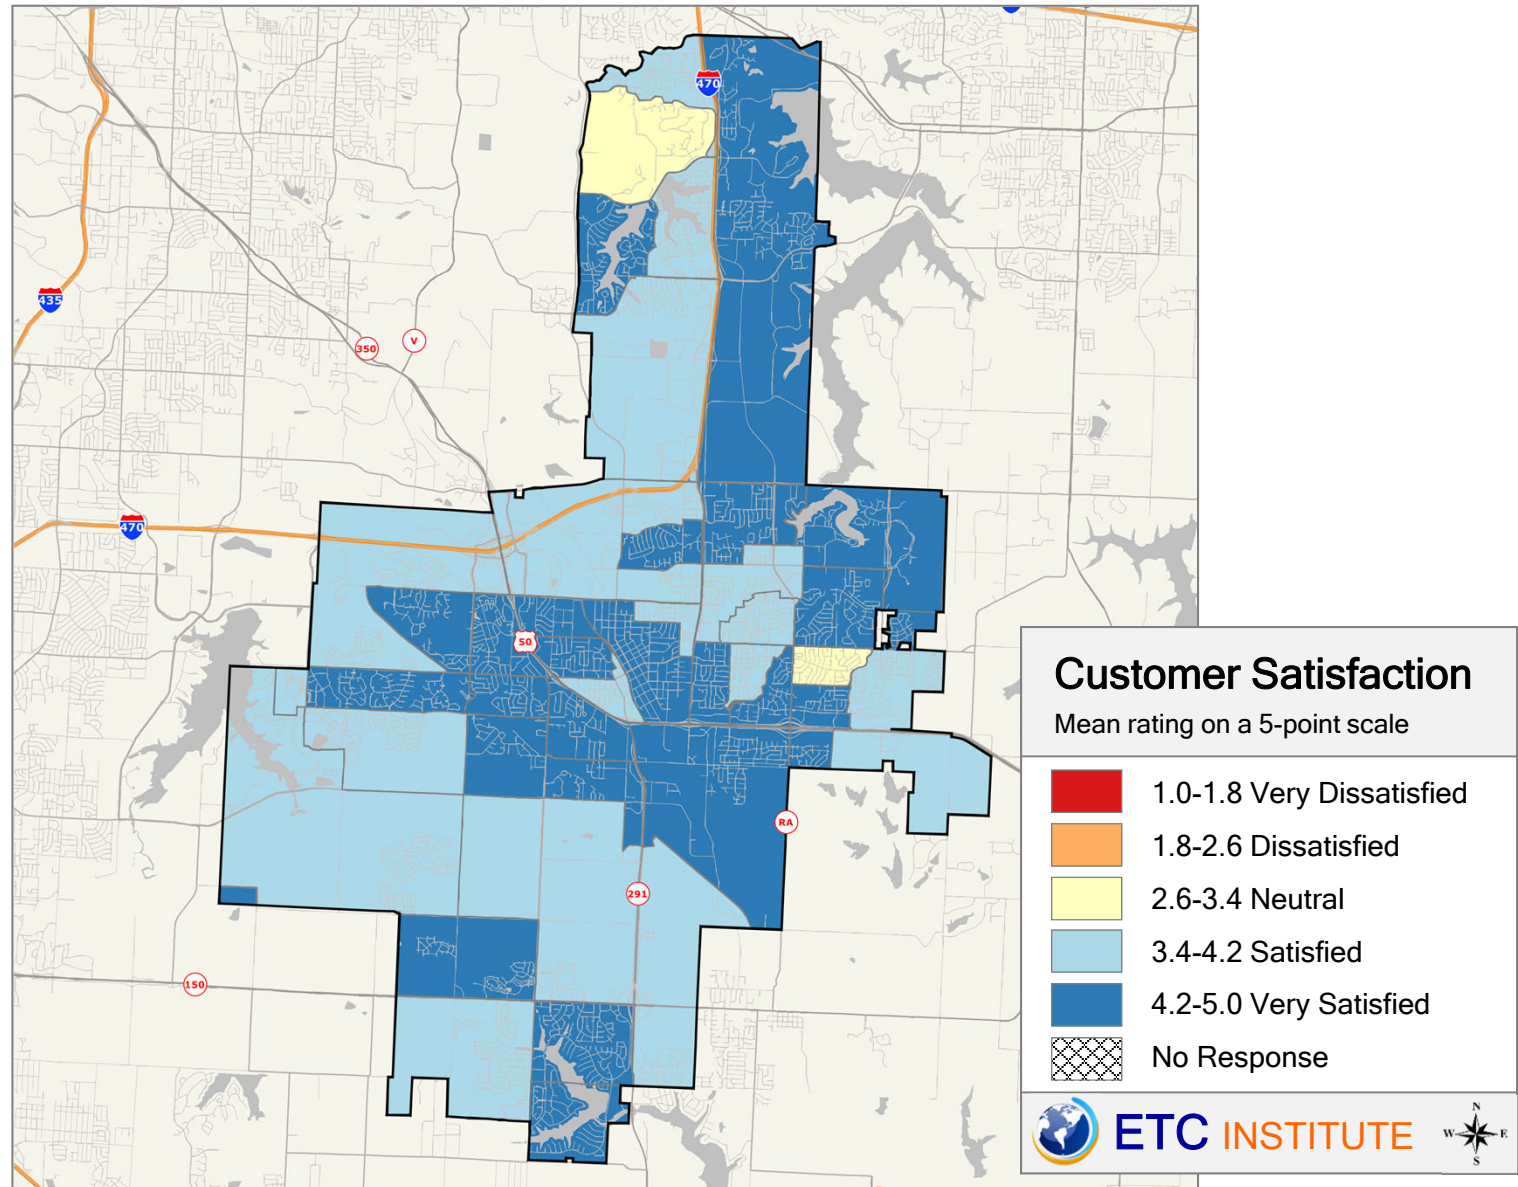 470
435
350
V
470
50
RA
291
150
Customer Satisfaction
Mean rating on a 5-point scale
1.0-1.8 Very Dissatisfied
1.8-2.6 Dissatisfied
2.6-3.4 Neutral
3.4-4.2 Satisfied
4.2-5.0 Very Satisfied
No Response
ETC INSTITUTE
N
W E
S